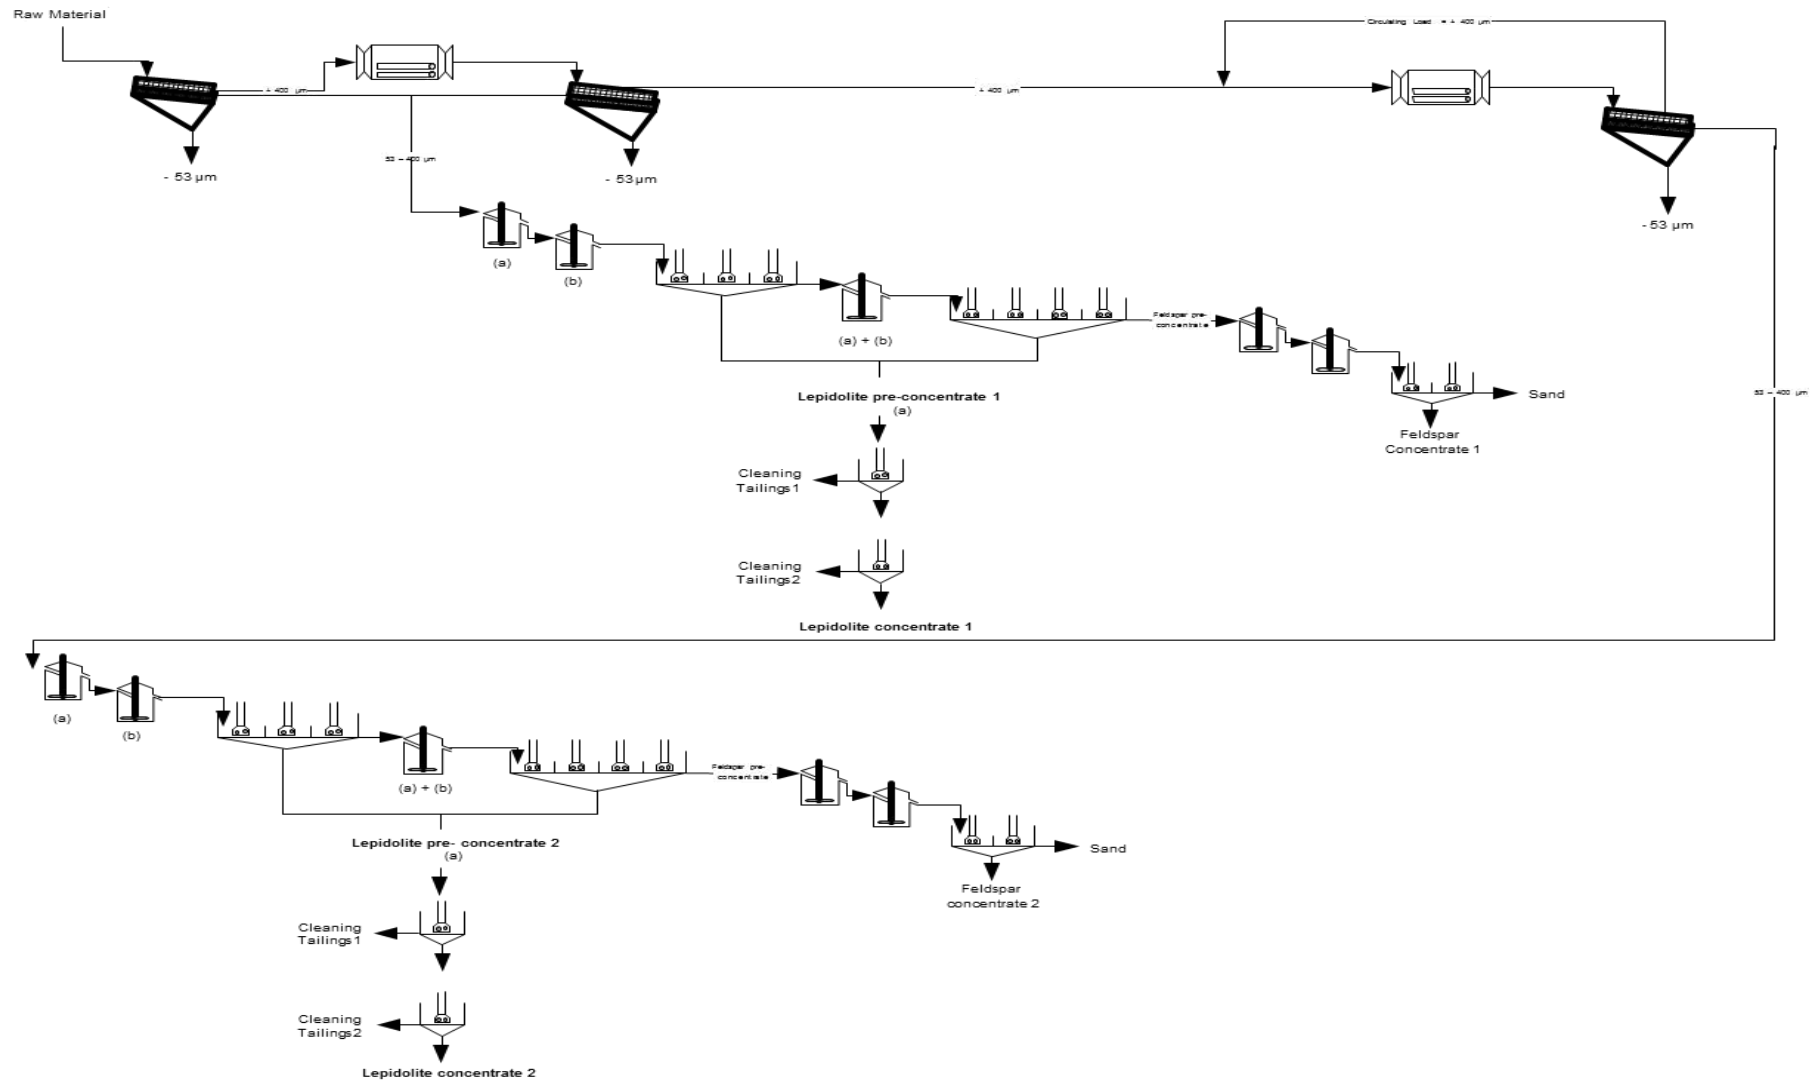 Raw Material
Circulating Load = + 400 µm
+ 400 µm
+ 400 µm
53 – 400 µm
- 53 µm
- 53 µm
- 53 µm
(a)
(b)
(a) + (b)
Feldspar pre-
concentrate
Lepidolite pre-concentrate 1
(a)
Sand
53 – 400 µm
Feldspar
Concentrate 1
Cleaning
Tailings1
Cleaning
Tailings2
Lepidolite concentrate 1
(a)
(b)
(a) + (b)
Feldspar pre-
concentrate
Lepidolite pre- concentrate 2
(a)
Sand
Feldspar
concentrate 2
Cleaning
Tailings1
Cleaning
Tailings2
Lepidolite concentrate 2